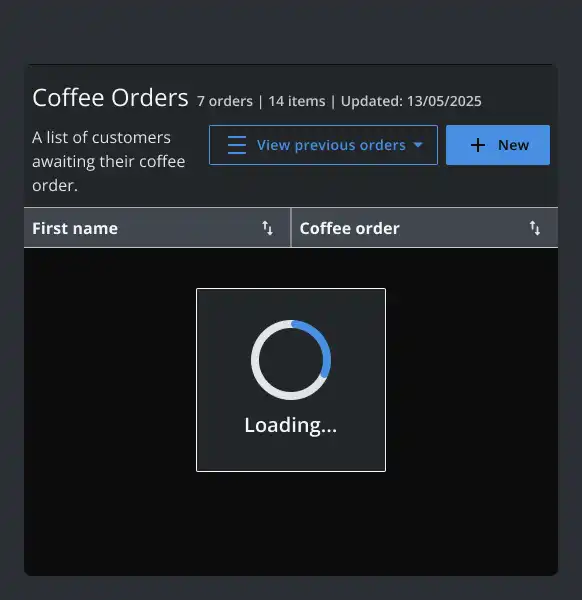 Coffee Orders 7 orders | 14 items | Updated: 13/05/2025
A list of customers
awaiting their coffee
order.
View previous orders
New
First name
Coffee order
Loading...